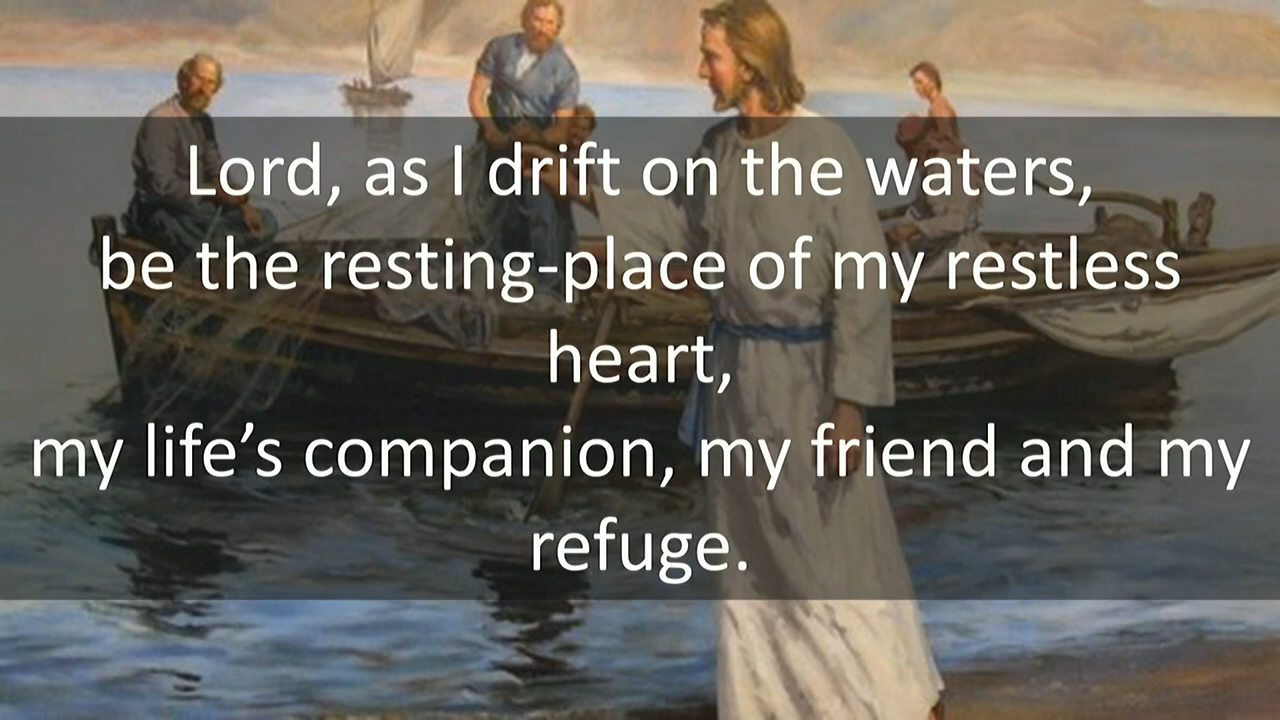 Lord, as I drift on the waters,
be the resting-place of my restless
heart,
my life’s companion, my friend and my
refuge.